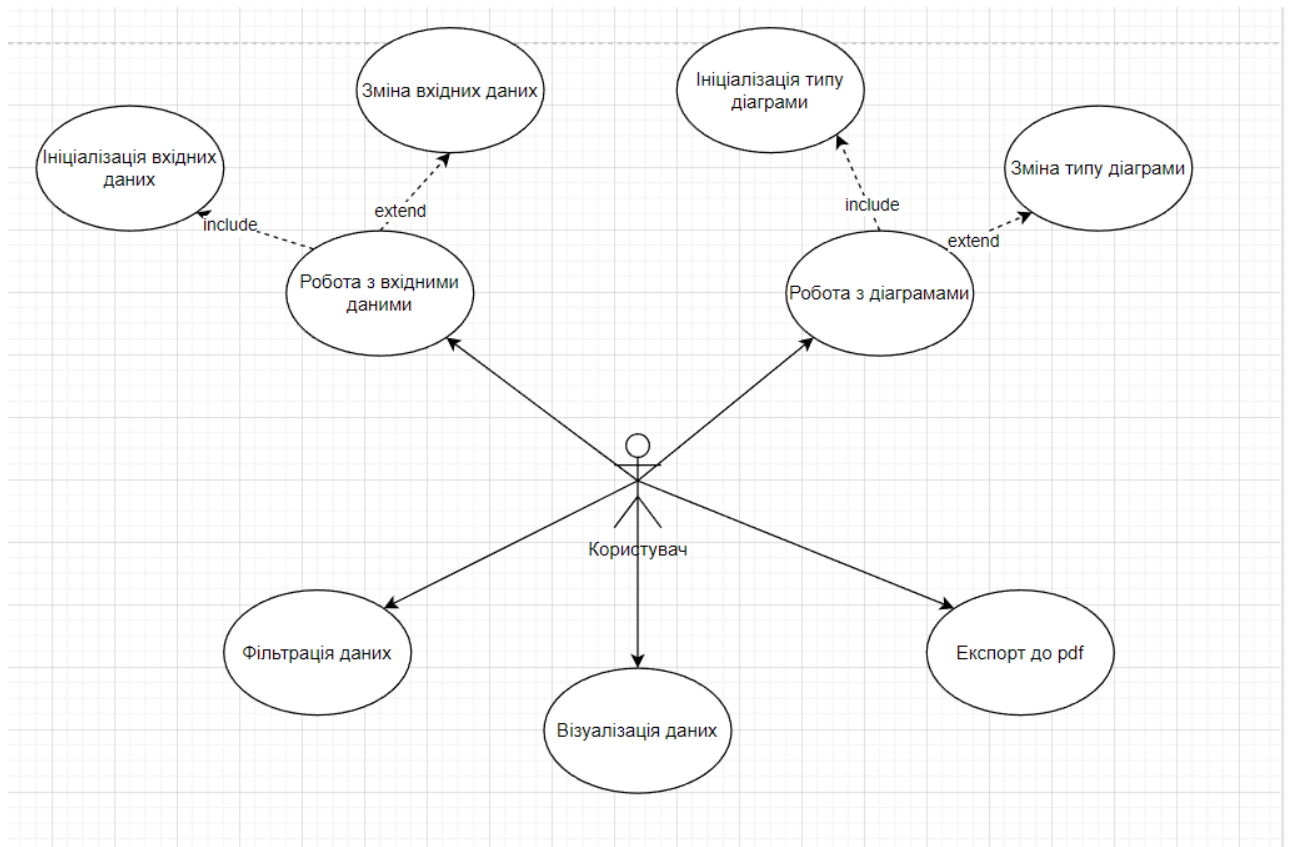 Зміна вхідних даних
Ініціалізація типу
діаграми
Ініціалізація вхідних
даних
Зміна типу діаграми
extend
include
include
extend
Робота з вхідними
даними
Робота з діаграмами
Користувач
Фільтрація даних
Експорт до pdf
Візуалізація даних